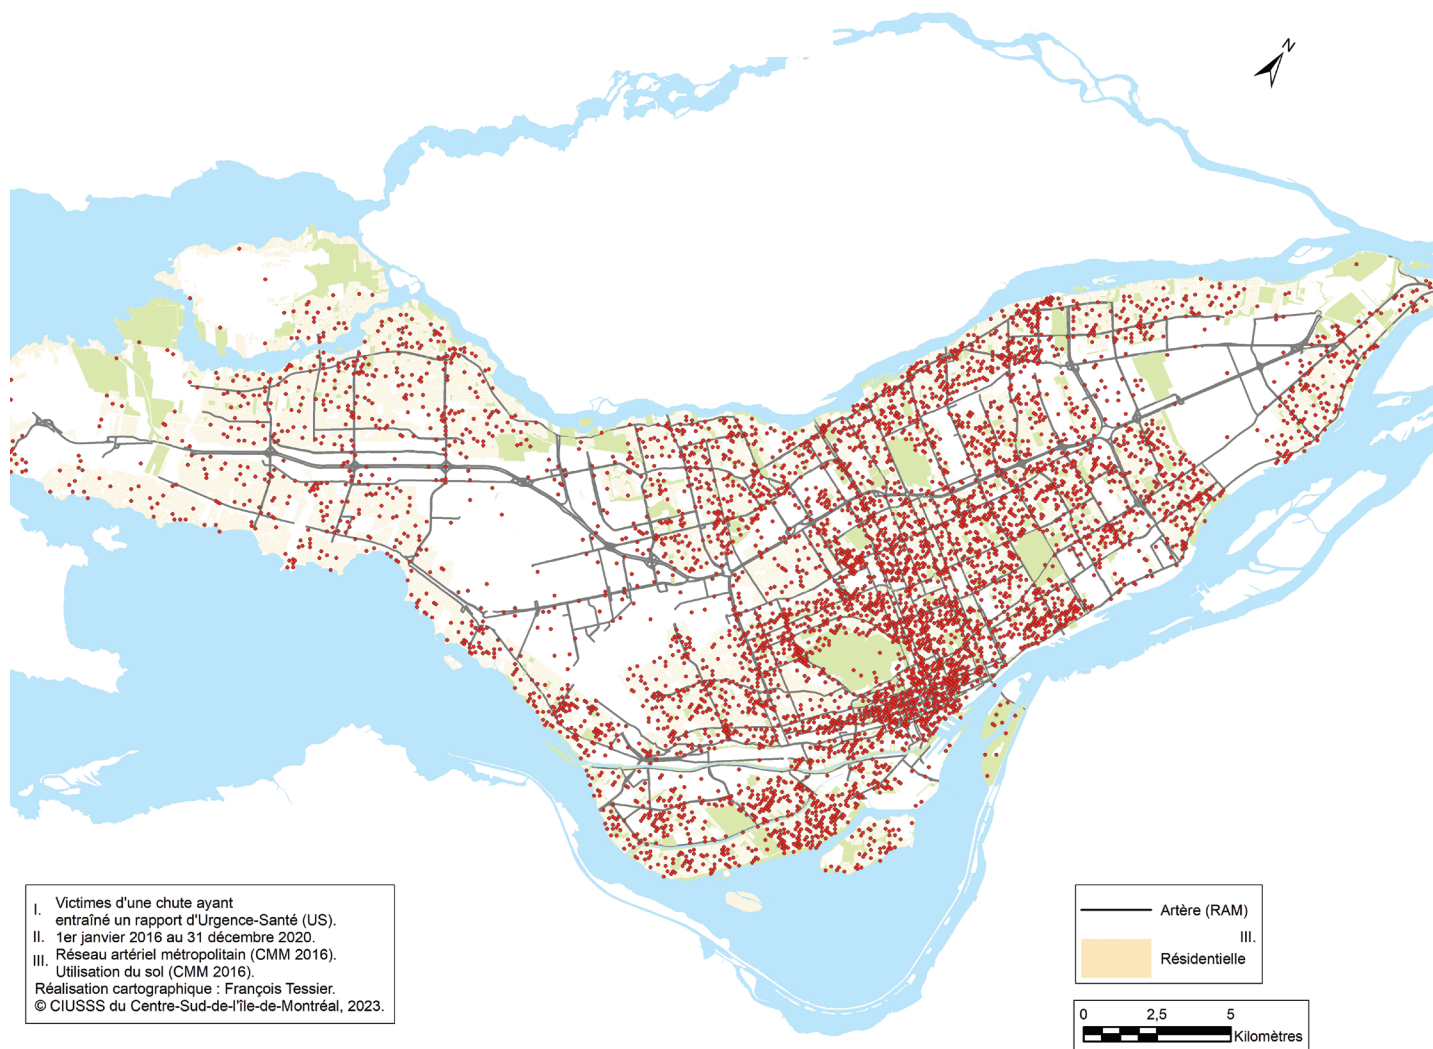 N
I. Victimes d'une chute ayant
entraîné un rapport d'Urgence-Santé (US).
II. 1er janvier 2016 au 31 décembre 2020.
III. Réseau artériel métropolitain (CMM 2016).
Utilisation du sol (CMM 2016).
Réalisation cartographique : François Tessier.
© CIUSSS du Centre-Sud-de-l'île-de-Montréal, 2023.
Artère (RAM)
III.
Résidentielle
0 2,5 5
Kilomètres